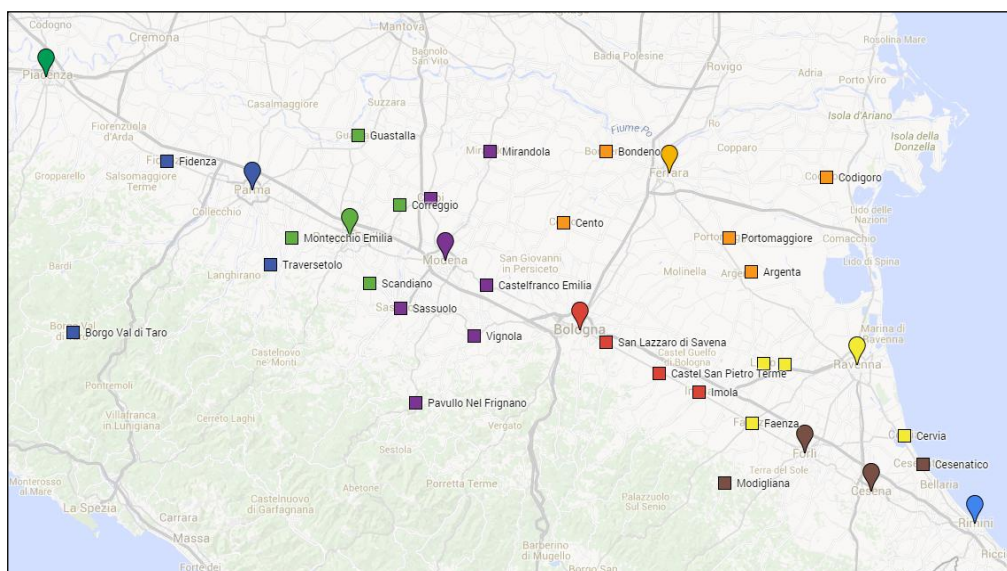 Codogno
Cremona
Mantova
Rosolina Mare
Badia Polesine
Rovigo
Bagnolo
San Vito
Adria
Porto Viro
Piacenza
Casalmaggiore
Suzzara
Ro
Isola d'Ariano
Fiorenzuola
d'Arda
Guastalla
Fiume Po
Isola della
Donzella
Mirandola
Bondeno
Copparo
Fidenza
Gropparello
Salsomaggiore
Terme
Ferrara
Codigoro
Parma
Correggio
Collecchio
Lido delle
Nazioni
Cento
Montecchio Emilia
Portomaggiore
Comacchio
Modena
San Giovanni
in Persiceto
Bardi
Traversetolo
Langhirano
Molinella
Argenta
Lido di Spina
Scandiano
Castelfranco Emilia
Sassuolo
Bologna
Marina di
Ravenna
Borgo Val di Taro
Vignola
San Lazzaro di Savena
Castel Guelfo
di Bologna
Castelnovo
ne' Monti
Ravenna
Castel San Pietro Terme
Pontremoli
Imola
Pavullo Nel Frignano
Villafranca
in Lunigiana
Cerreto Laghi
Vergato
Faenza
Cervia
Sestola
Forlì
Cesenatico
Terra del Sole
Monterosso
al Mare
Abetone
Porretta Terme
Modigliana
Bellaria
Castelnuovo
di Garfagnana
Palazzuolo
Sul Senio
Cesena
La Spezia
Carrara
Firenzuola
Rimini
Massa
Barberino
di Mugello
Ricci
Forte dei
Borgo San